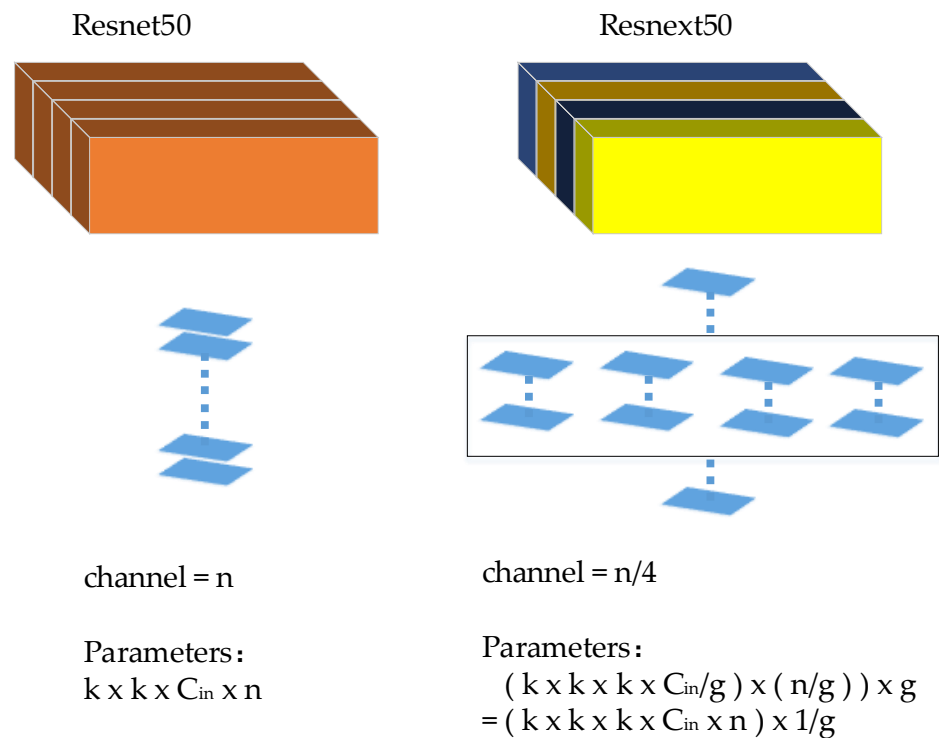 Resnet50
Resnext50
channel = n
Parameters：
k x k x Cin x n
channel = n/4
Parameters：
( k x k x k x Cin/g ) x ( n/g ) ) x g
= ( k x k x k x Cin x n ) x 1/g